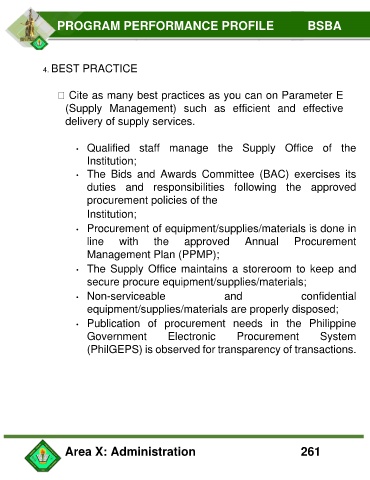 PROGRAM PERFORMANCE PROFILE BSBA
4. BEST PRACTICE
Cite as many best practices as you can on Parameter E
(Supply Management) such as efficient and effective
delivery of supply services.
• Qualified staff manage the Supply Office of the
Institution;
• The Bids and Awards Committee (BAC) exercises its
duties and responsibilities following the approved
procurement policies of the
Institution;
• Procurement of equipment/supplies/materials is done in
line with the approved Annual Procurement
Management Plan (PPMP);
• The Supply Office maintains a storeroom to keep and
secure procure equipment/supplies/materials;
• Non-serviceable and confidential
equipment/supplies/materials are properly disposed;
• Publication of procurement needs in the Philippine
Government Electronic Procurement System
(PhilGEPS) is observed for transparency of transactions.
Area X: Administration 261